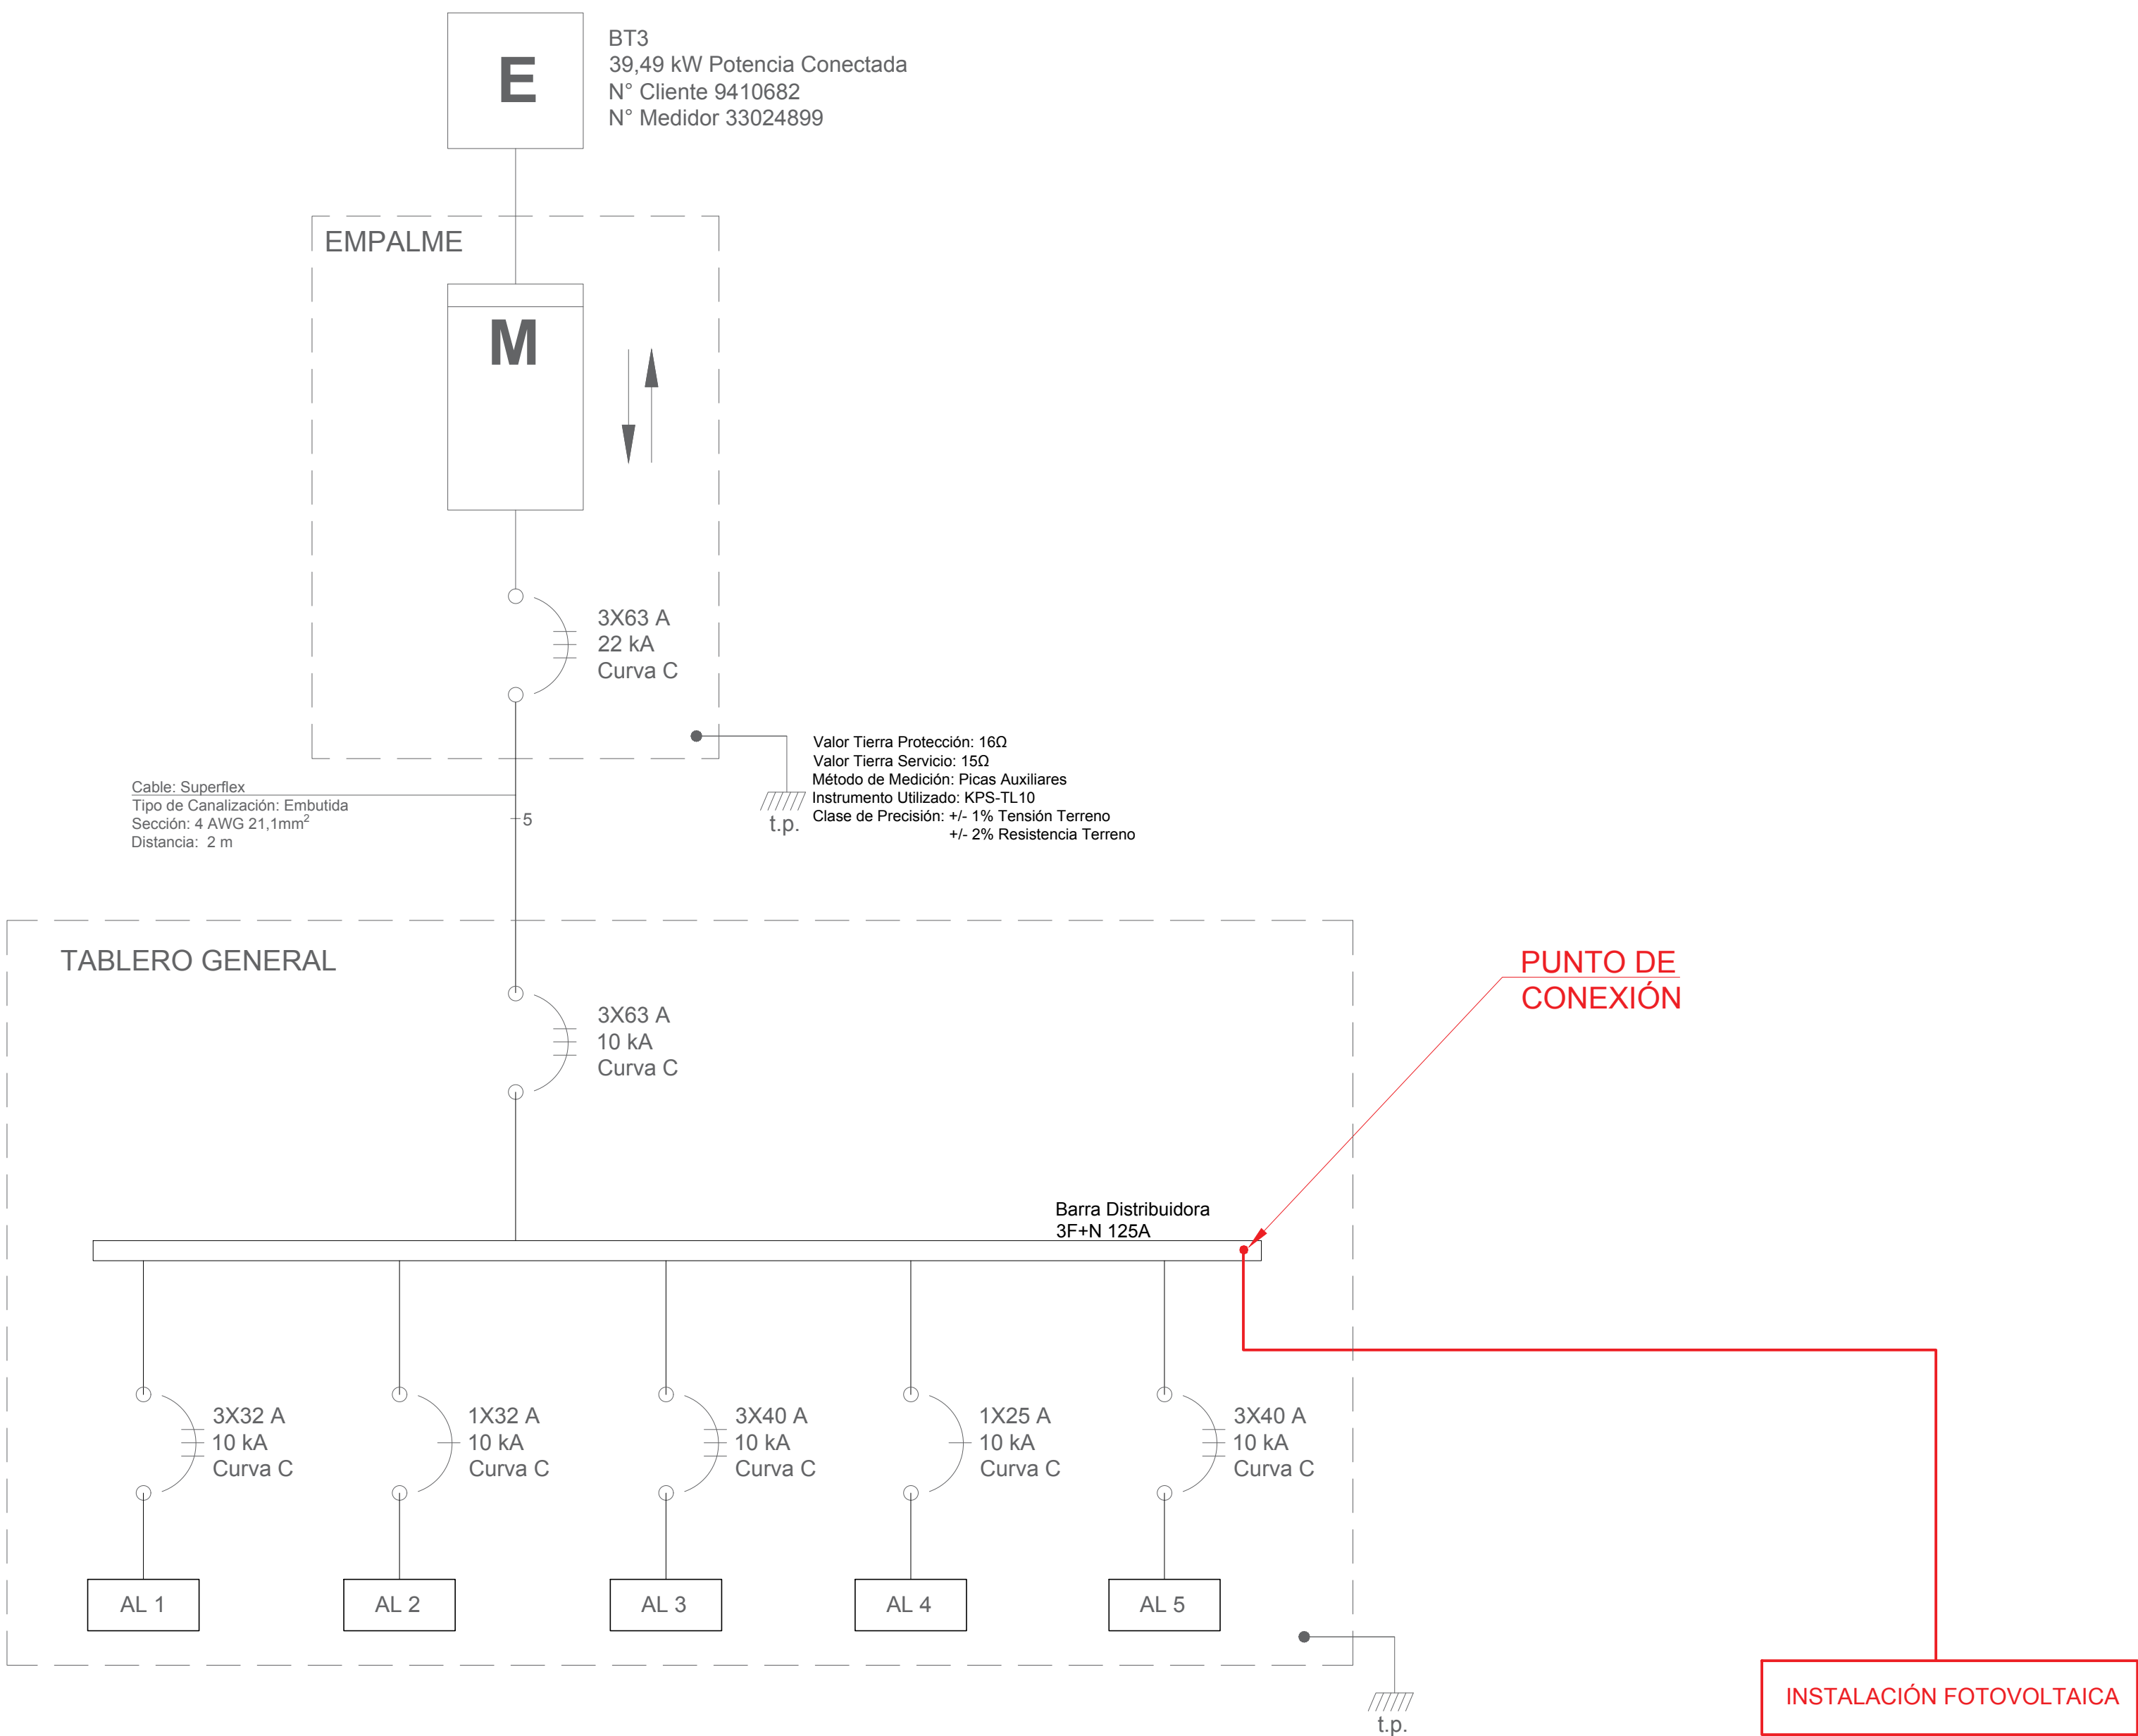 E
BT3
39,49 kW Potencia Conectada
N° Cliente 9410682
N° Medidor 33024899
EMPALME
M
3X63 A
22 kA
Curva C
Valor Tierra Protección: 16Ω
Valor Tierra Servicio: 15Ω
Método de Medición: Picas Auxiliares
Instrumento Utilizado: KPS-TL10
Clase de Precisión: +/- 1% Tensión Terreno
+/- 2% Resistencia Terreno
t.p.
Cable: Superflex
Tipo de Canalización: Embutida
Sección: 4 AWG 21,1mm²
Distancia: 2 m
5
TABLERO GENERAL
3X63 A
10 kA
Curva C
PUNTO DE
CONEXIÓN
Barra Distribuidora
3F+N 125A
3X32 A
10 kA
Curva C
1X32 A
10 kA
Curva C
3X40 A
10 kA
Curva C
1X25 A
10 kA
Curva C
3X40 A
10 kA
Curva C
AL 1
AL 2
AL 3
AL 4
AL 5
t.p.
INSTALACIÓN FOTOVOLTAICA